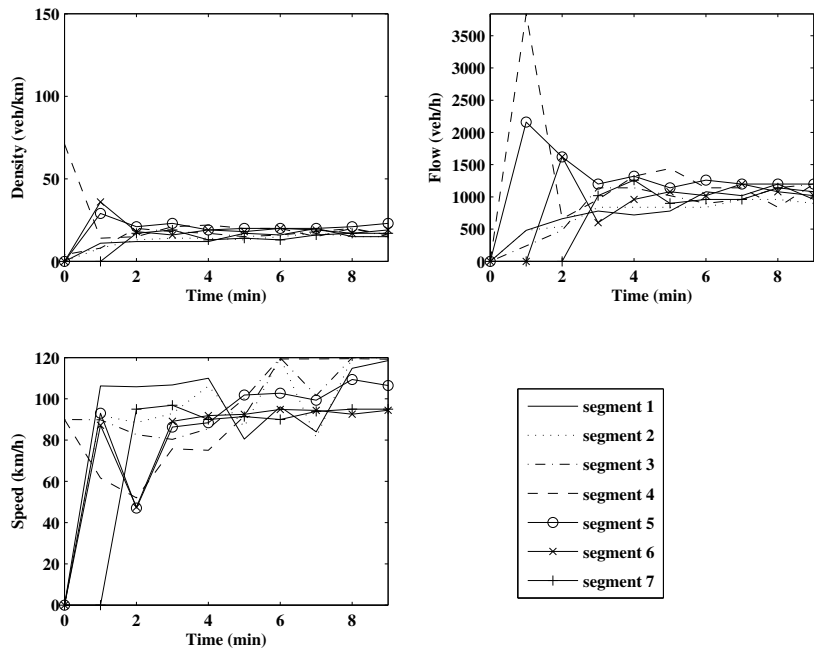 150
100
50
0
Density (veh/km)
0 2 4 6 8
Time (min)
3500
3000
2500
2000
1500
1000
500
0
Flow (veh/h)
0 2 4 6 8
Time (min)
120
100
80
60
40
20
0
Speed (km/h)
0 2 4 6 8
Time (min)
segment 1
segment 2
segment 3
segment 4
segment 5
segment 6
segment 7